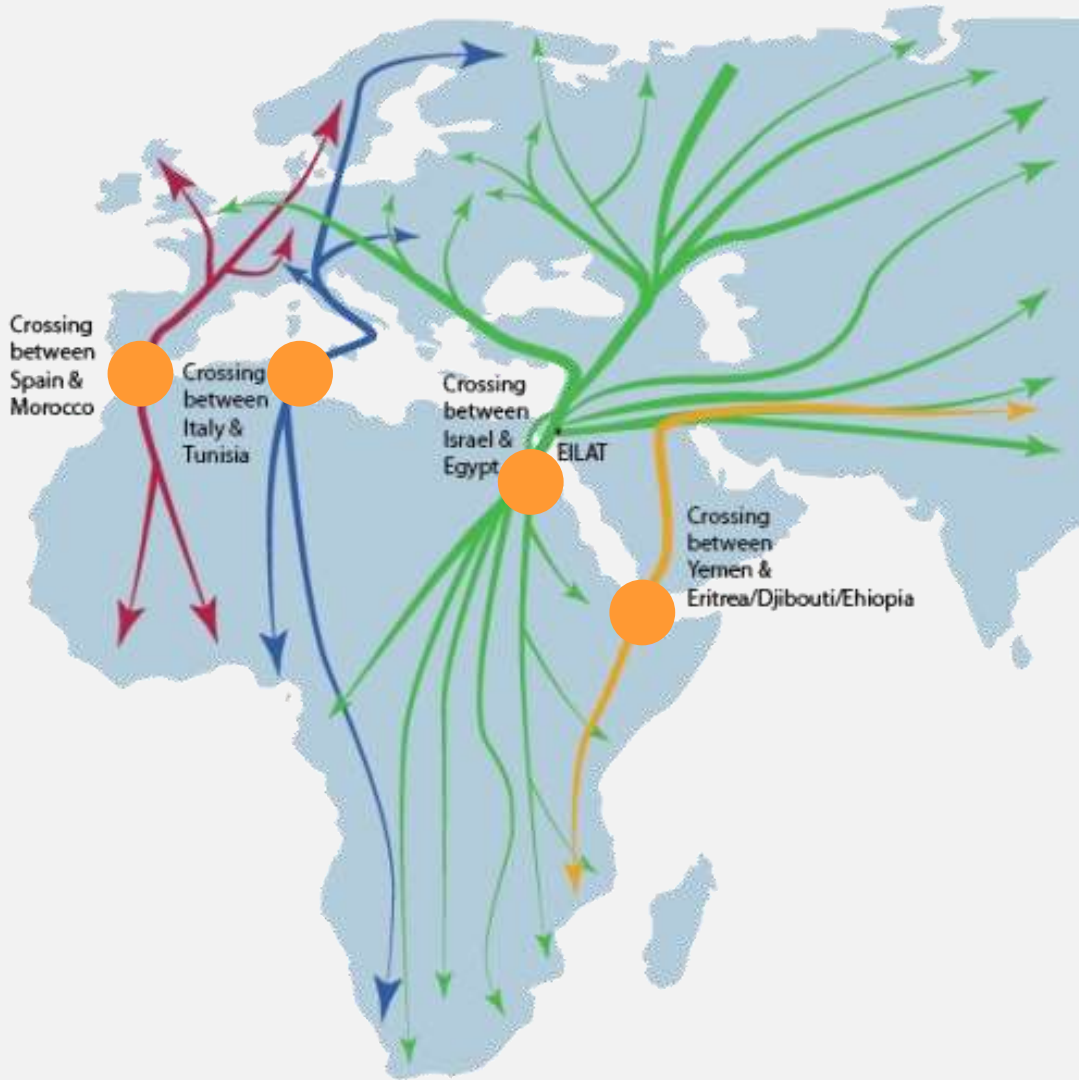 Crossing
between
Spain &
Morocco
Crossing
between
Italy &
Tunisia
Crossing
between
Israel &
Egypt
EILAT
Crossing
between
Yemen &
Eritrea/Djibouti/Ehiopia